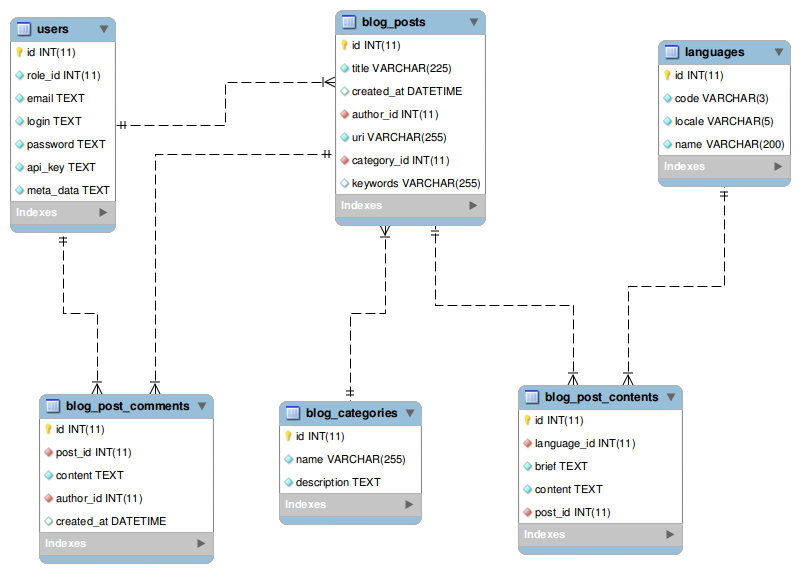 users
id INT(11)
role_id INT(11)
email TEXT
login TEXT
password TEXT
api_key TEXT
meta_data TEXT
Indexes
blog_posts
id INT(11)
title VARCHAR(225)
created_at DATETIME
author_id INT(11)
uri VARCHAR(255)
category_id INT(11)
keywords VARCHAR(255)
Indexes
languages
id INT(11)
code VARCHAR(3)
locale VARCHAR(5)
name VARCHAR(200)
Indexes
blog_post_comments
id INT(11)
post_id INT(11)
content TEXT
author_id INT(11)
created_at DATETIME
Indexes
blog_categories
id INT(11)
name VARCHAR(255)
description TEXT
Indexes
blog_post_contents
id INT(11)
language_id INT(11)
brief TEXT
content TEXT
post_id INT(11)
Indexes